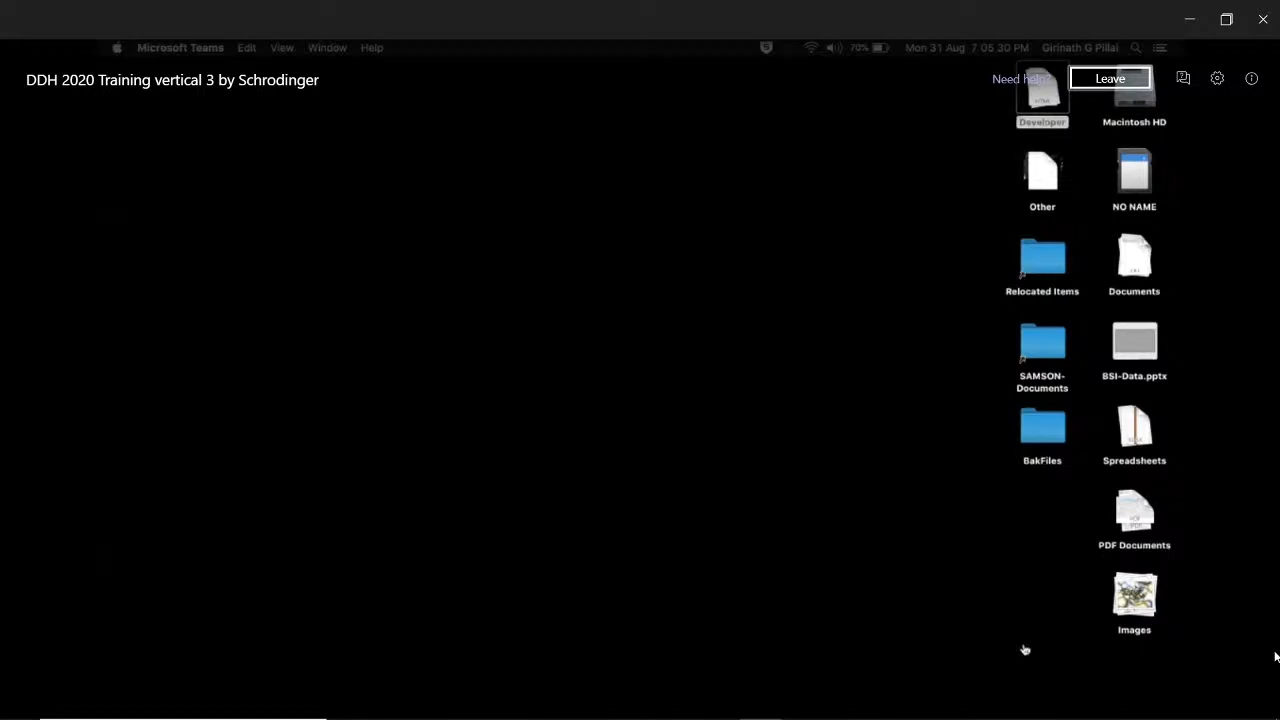 Microsoft Teams Edit View Window Help 70% Mon 31 Aug 7 05 30 PM Girinath G Pillai
DDH 2020 Training vertical 3 by Schrodinger
Need help? Leave
Developer
Macintosh HD
Other
NO NAME
Relocated Items
Documents
SAMSON-
Documents
BSI-Data.pptx
BakFiles
Spreadsheets
PDF Documents
Images